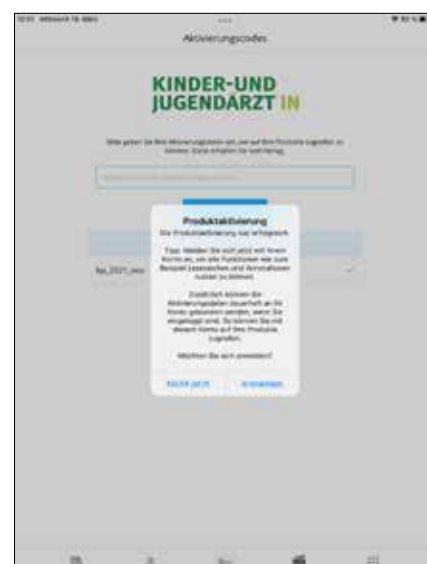 Mittwoch 16. März
Aktivierungscodes
KINDER-UND
JUGENDARZT IN
Produktaktivierung
Die Produktaktivierung war erfolgreich.
Tipp: Melden Sie sich jetzt mit Ihrem
Konto an, um alle Funktionen wie zum
Beispiel Lesezeichen und Annotationen
nutzen zu können.
Zusätzlich können die
Aktivierungsdaten dauerhaft an Ihr
Konto gebunden werden, wenn Sie
eingeloggt sind. So können Sie mit
diesem Konto auf Ihre Produkte
zugreifen.
Möchten Sie sich anmelden?
Nicht jetzt
Anmelden